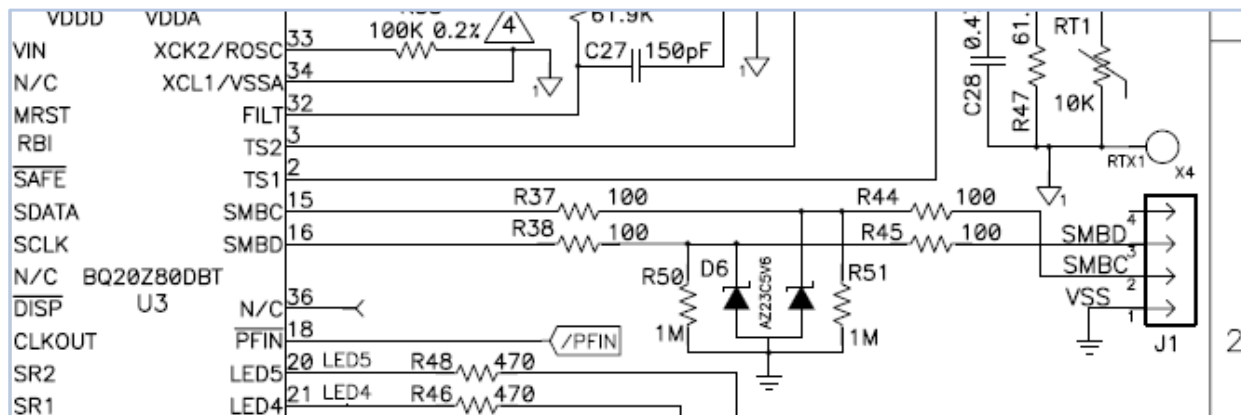 VDDD VDDA
100K 0.2%
4
61.9K
0.4
61.
RT1
VIN XCK2/ROSC 33
C27 150pF
1
1
N/C XCL1/VSSA 34
C28
R47
10K
MRST FILT 32
RBI TS2 3
RTX1
X4
SAFE TS1 2
1
SDATA SMBC 15 R37 100 R44 100
4
SCLK SMBD 16 R38 100 R45 100 SMBD 3
N/C BQ20Z80DBT R50 D6 AZ23C5V6 R51 SMBC 2
DISP U3 N/C 36 VSS 1
1M 1M
J1
2
CLKOUT PFIN 18 /PFIN
SR2 LED5 20 LED5 R48 470
SR1 LED4 21 LED4 R46 470